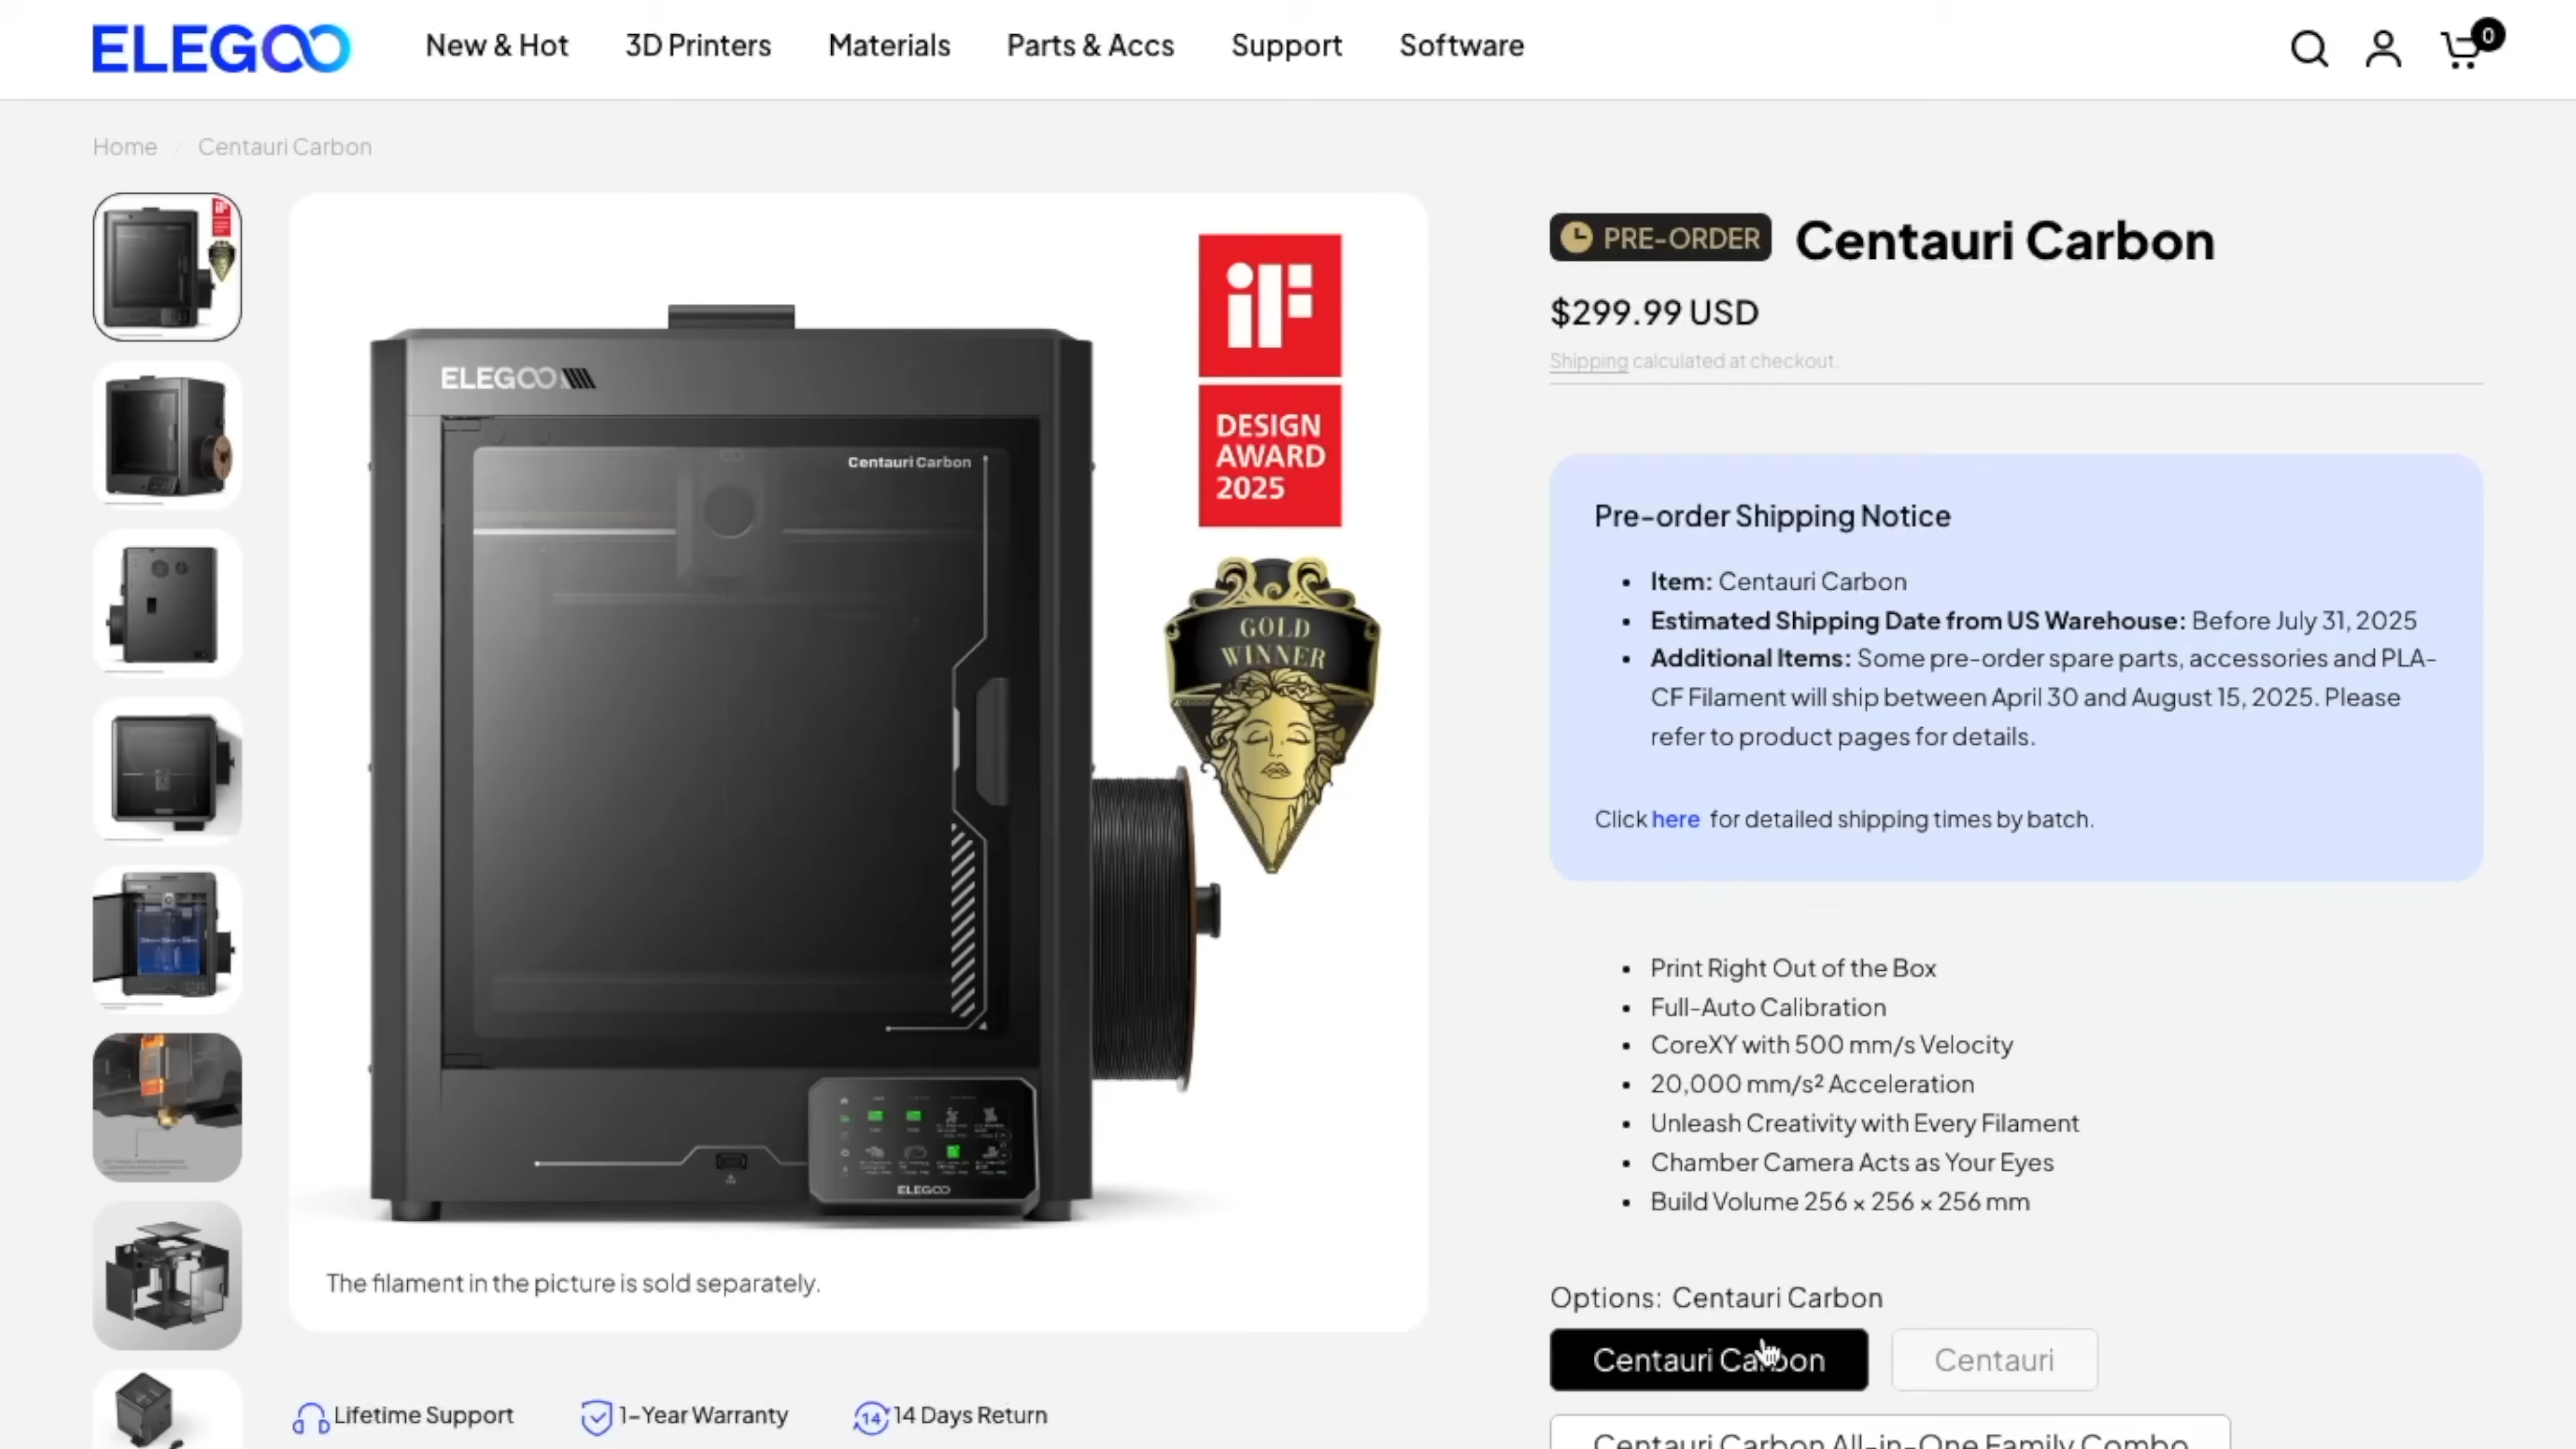 ELEGOO
New & Hot
3D Printers
Materials
Parts & Accs
Support
Software
0
Home / Centauri Carbon
iF
DESIGN
AWARD
2025
ELEGOO
Centauri Carbon
GOLD
WINNER
ELEGOO
The filament in the picture is sold separately.
Lifetime Support
1-Year Warranty
14
14 Days Return
PRE-ORDER
Centauri Carbon
$299.99 USD
Shipping calculated at checkout.
Pre-order Shipping Notice
• Item: Centauri Carbon
• Estimated Shipping Date from US Warehouse: Before July 31, 2025
• Additional Items: Some pre-order spare parts, accessories and PLA-
CF Filament will ship between April 30 and August 15, 2025. Please
refer to product pages for details.
Click here for detailed shipping times by batch.
• Print Right Out of the Box
• Full-Auto Calibration
• CoreXY with 500 mm/s Velocity
• 20,000 mm/s² Acceleration
• Unleash Creativity with Every Filament
• Chamber Camera Acts as Your Eyes
• Build Volume 256 × 256 × 256 mm
Options: Centauri Carbon
Centauri Carbon
Centauri
Centauri Carbon All-in-One Family Combo